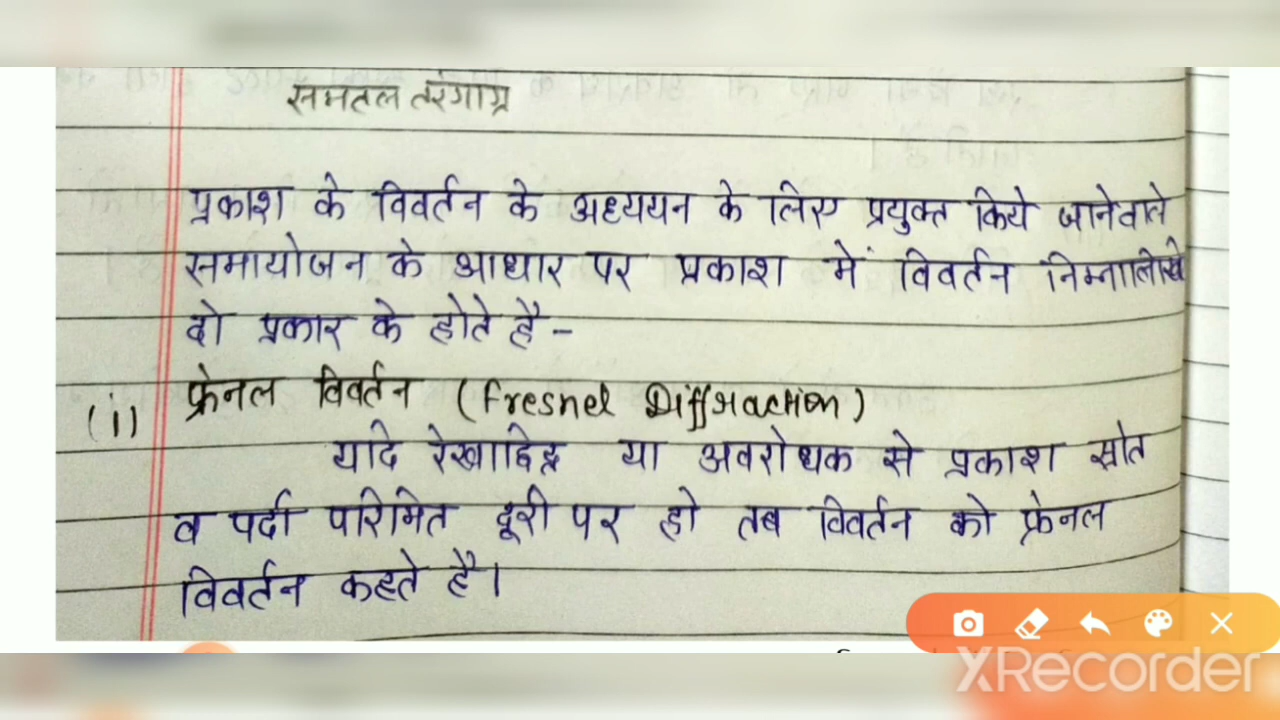 समतल तरंगाग्र
प्रकाश के विवर्तन के अध्ययन के लिए प्रयुक्त किये जानेवाले
समायोजन के आधार पर प्रकाश में विवर्तन निम्नालिखि
दो प्रकार के होते है -
(i) फ्रेनल विवर्तन (Fresnel Diffraction)
यदि रेखाछिद्र या अवरोधक से प्रकाश स्रोत
व पर्दा परिमित दूरी पर हो तब विवर्तन को फ्रेनल
विवर्तन कहते है।
XRecorder